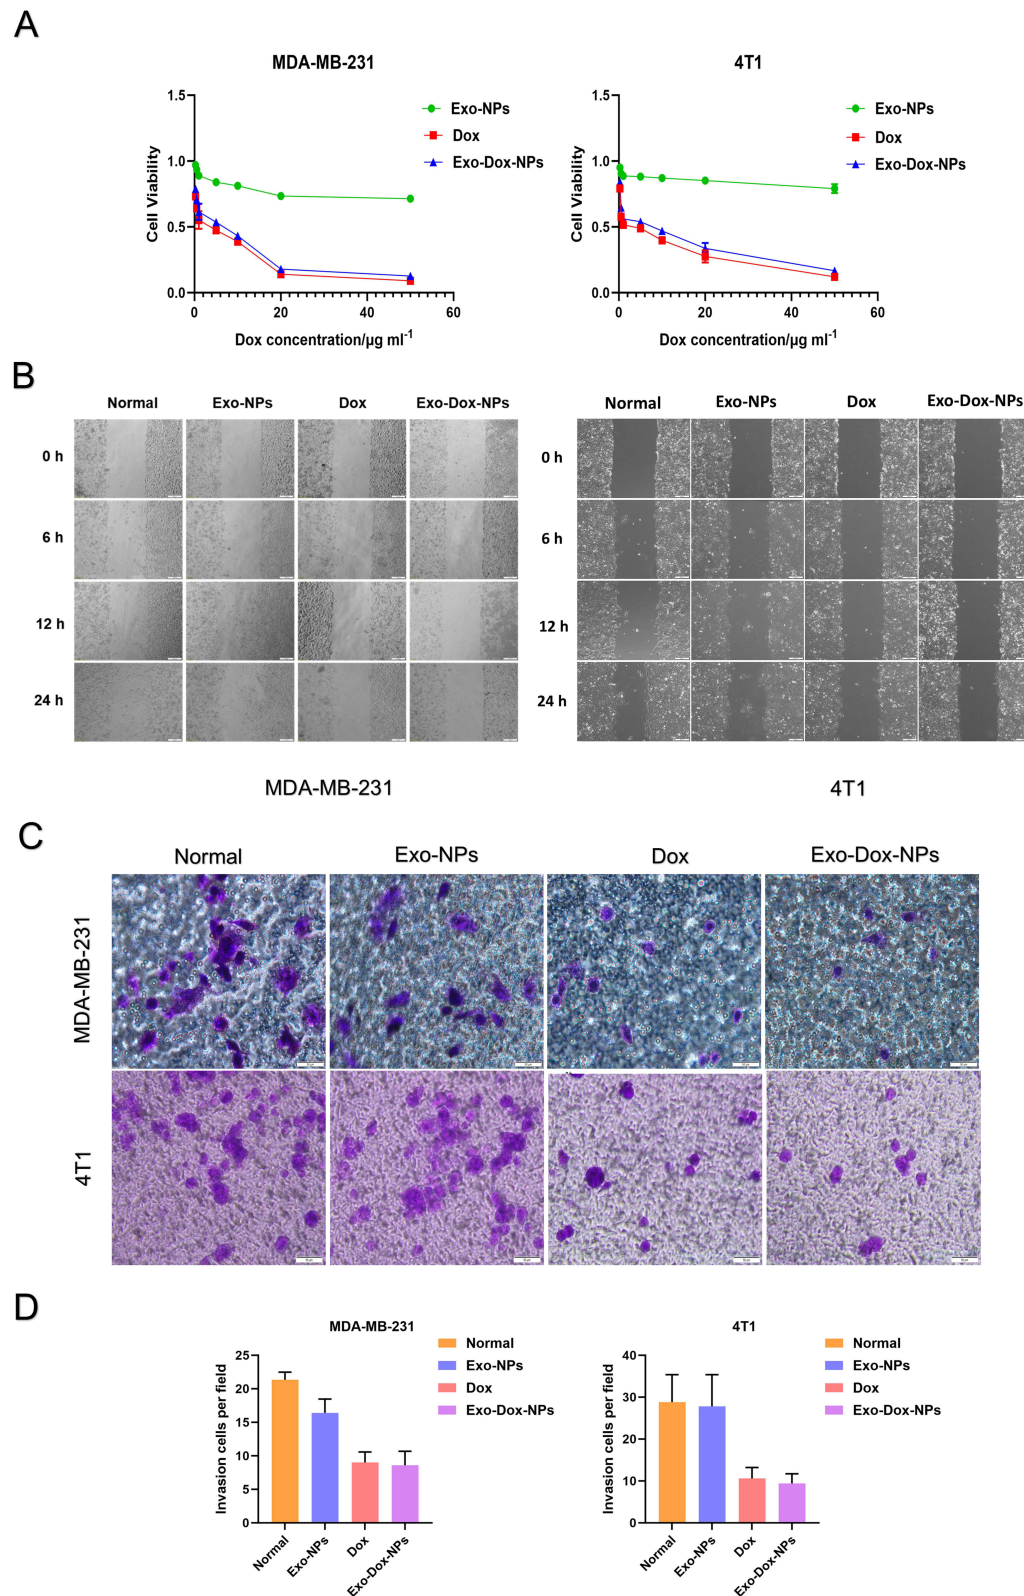 A
MDA-MB-231
4T1
1.5
1.0
0.5
0.0
Cell Viability
0
20
40
60
Dox concentration/µg ml⁻¹
Exo-NPs
Dox
Exo-Dox-NPs
1.5
1.0
0.5
0.0
Cell Viability
0
20
40
60
Dox concentration/µg ml⁻¹
Exo-NPs
Dox
Exo-Dox-NPs
B
Normal Exo-NPs Dox Exo-Dox-NPs
0 h
6 h
12 h
24 h
MDA-MB-231
Normal Exo-NPs Dox Exo-Dox-NPs
0 h
6 h
12 h
24 h
4T1
C
Normal Exo-NPs Dox Exo-Dox-NPs
MDA-MB-231
4T1
D
MDA-MB-231
25
20
15
10
5
0
Invasion cells per field
Normal
Exo-NPs
Dox
Exo-Dox-NPs
Normal
Exo-NPs
Dox
Exo-Dox-NPs
4T1
40
30
20
10
0
Invasion cells per field
Normal
Exo-NPs
Dox
Exo-Dox-NPs
Normal
Exo-NPs
Dox
Exo-Dox-NPs